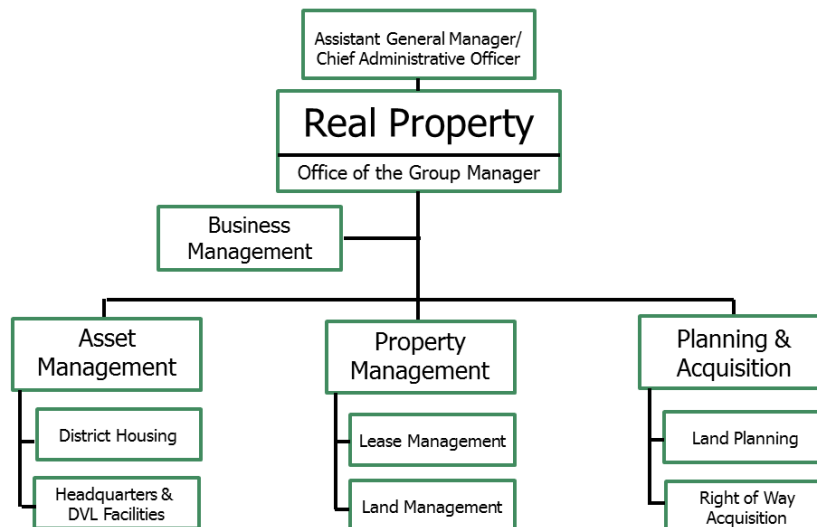 Assistant General Manager/
Chief Administrative Officer
Real Property
Office of the Group Manager
Business
Management
Asset
Management
District Housing
Headquarters &
DVL Facilities
Property
Management
Lease Management
Land Management
Planning &
Acquisition
Land Planning
Right of Way
Acquisition